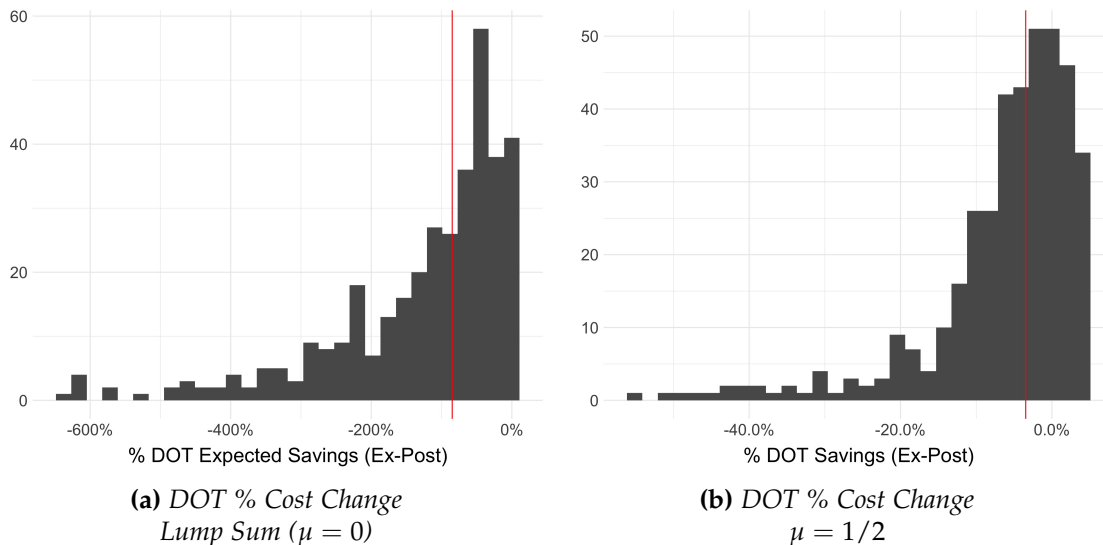 60
40
20
0
-600%
-400%
-200%
0%
% DOT Expected Savings (Ex-Post)
(a) DOT % Cost Change
Lump Sum (μ = 0)
50
40
30
20
10
0
-40.0%
-20.0%
0.0%
% DOT Savings (Ex-Post)
(b) DOT % Cost Change
μ = 1/2